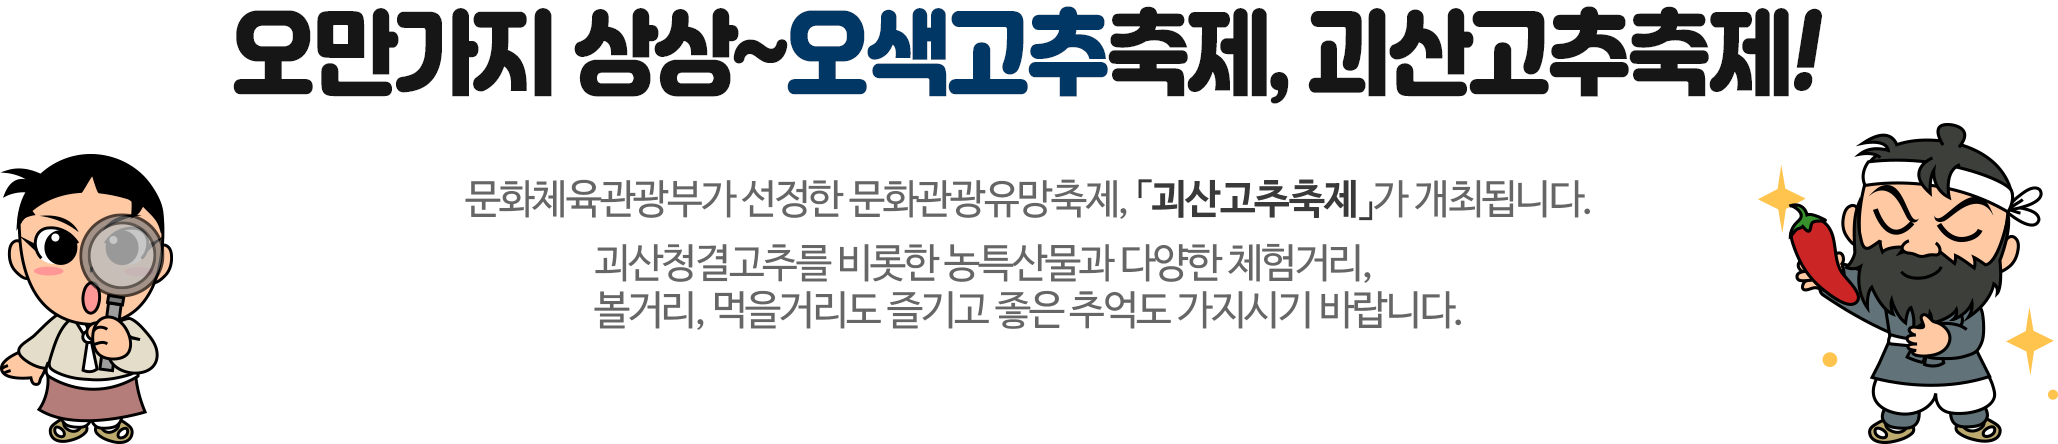 오만가지 상상~오색고추축제, 괴산고추축제!
문화체육관광부가 선정한 문화관광유망축제, 「괴산고추축제」가 개최됩니다.
괴산청결고추를 비롯한 농특산물과 다양한 체험거리,
볼거리, 먹을거리도 즐기고 좋은 추억도 가지시기 바랍니다.